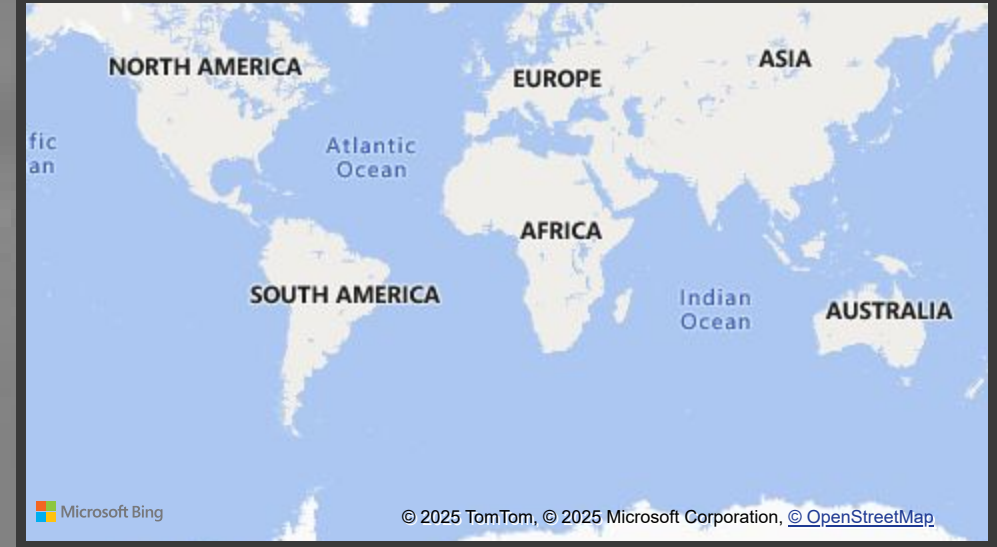 NORTH AMERICA
EUROPE
ASIA
fic
an
Atlantic
Ocean
AFRICA
SOUTH AMERICA
Indian
Ocean
AUSTRALIA
Microsoft Bing
© 2025 TomTom, © 2025 Microsoft Corporation, © OpenStreetMap